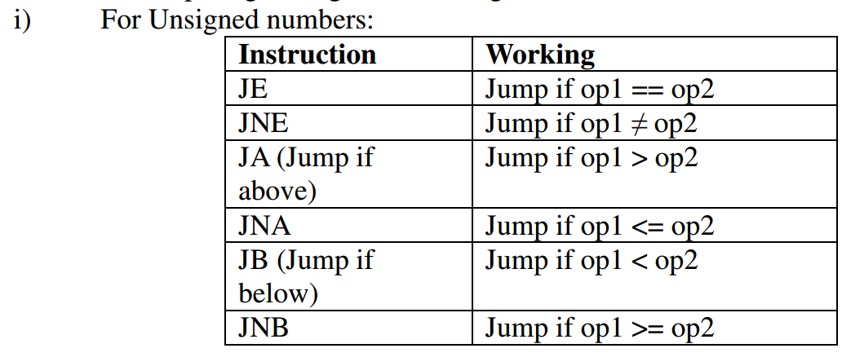 i) For Unsigned numbers:
Instruction Working
JE Jump if op1 == op2
JNE Jump if op1 ≠ op2
JA (Jump if Jump if op1 > op2
above)
JNA Jump if op1 <= op2
JB (Jump if Jump if op1 < op2
below)
JNB Jump if op1 >= op2